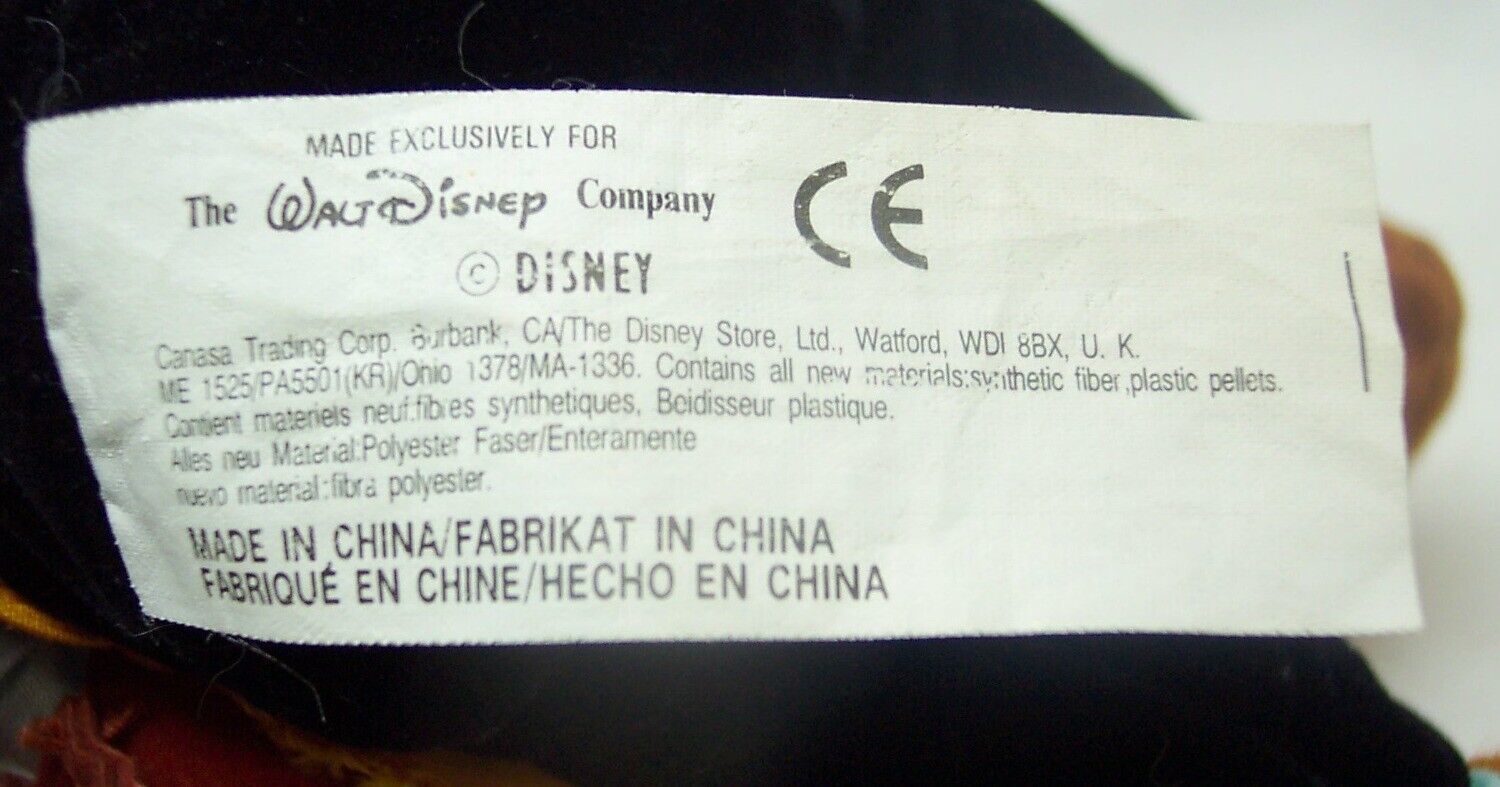 MADE EXCLUSIVELY FOR
The WALT DISNEY Company
CE
© DISNEY
Canasa Trading Corp. Burbank, CA/The Disney Store, Ltd., Watford, WDI 8BX, U. K.
ME 1525/PA5501(KR)/Ohio 1378/MA-1336. Contains all new materials:synthetic fiber,plastic pellets.
Contient materiels neuf:fibres synthetiques, Beidisseur plastique.
Alles neu Material:Polyester Faser/Enteramente
nuevo material:fibra polyester.
MADE IN CHINA/FABRIKAT IN CHINA
FABRIQUÉ EN CHINE/HECHO EN CHINA